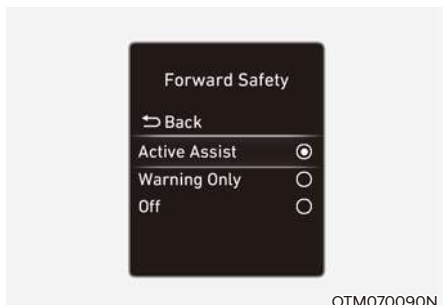 Forward Safety
Back
Active Assist
Warning Only
Off
OTM070090N